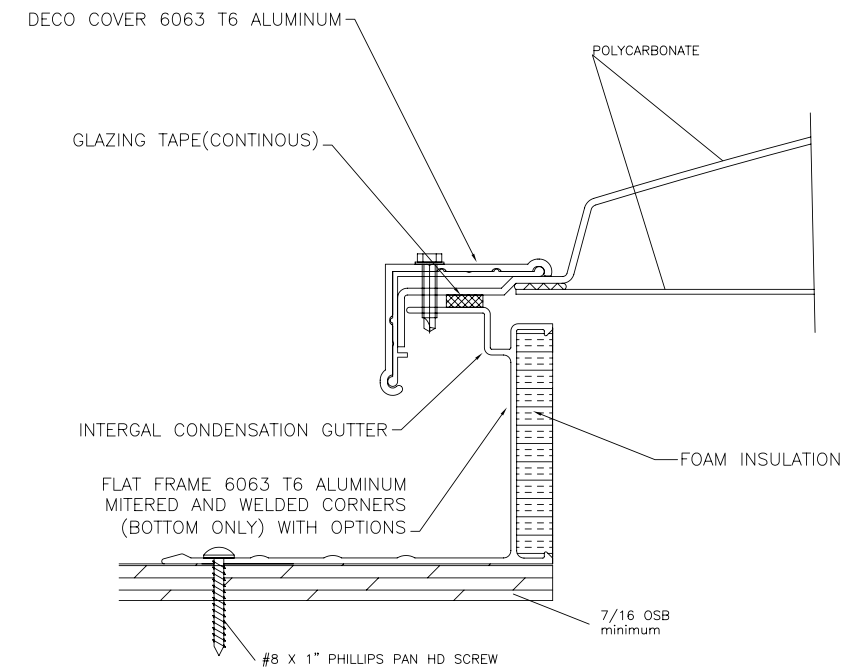 DECO COVER 6063 T6 ALUMINUM
POLYCARBONATE
GLAZING TAPE(CONTINOUS)
INTERGAL CONDENSATION GUTTER
FOAM INSULATION
FLAT FRAME 6063 T6 ALUMINUM
MITERED AND WELDED CORNERS
(BOTTOM ONLY) WITH OPTIONS
7/16 OSB
minimum
#8 X 1" PHILLIPS PAN HD SCREW